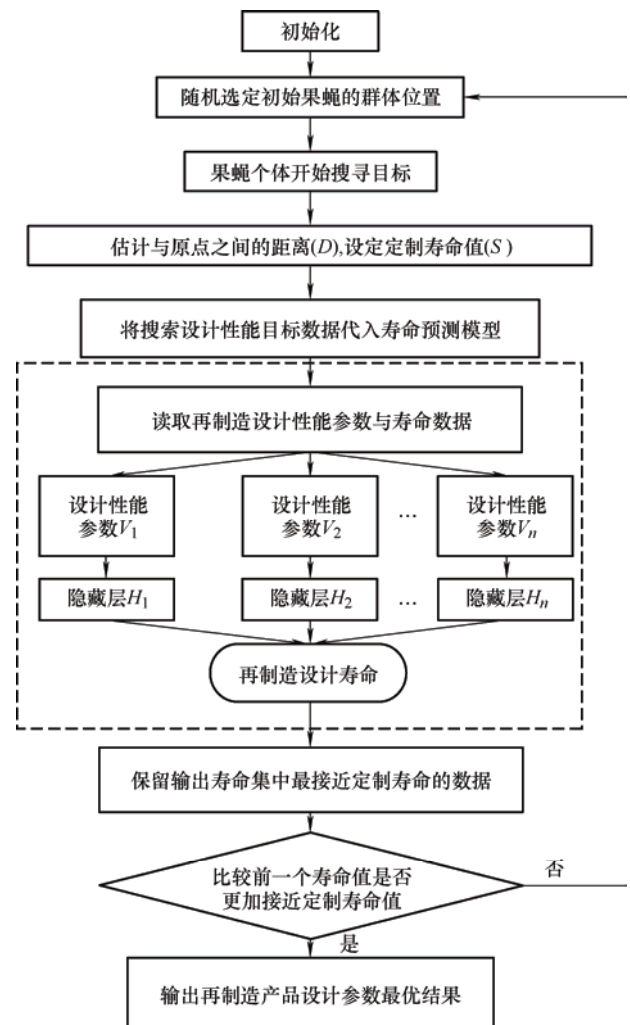 初始化
随机选定初始果蝇的群体位置
果蝇个体开始搜寻目标
估计与原点之间的距离(D),设定定制寿命值(S)
将搜索设计性能目标数据代入寿命预测模型
读取再制造设计性能参数与寿命数据
设计性能
参数V1
设计性能
参数V2
…
设计性能
参数Vn
隐藏层H1
隐藏层H2
…
隐藏层Hn
再制造设计寿命
保留输出寿命集中最接近定制寿命的数据
比较前一个寿命值是否
更加接近定制寿命值
否
是
输出再制造产品设计参数最优结果